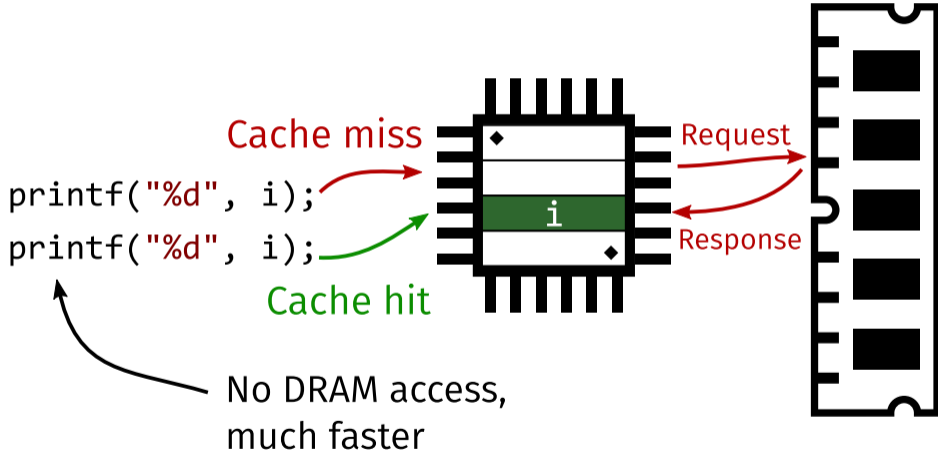 Cache miss
Request
printf("%d", i);
i
printf("%d", i);
Response
Cache hit
No DRAM access,
much faster